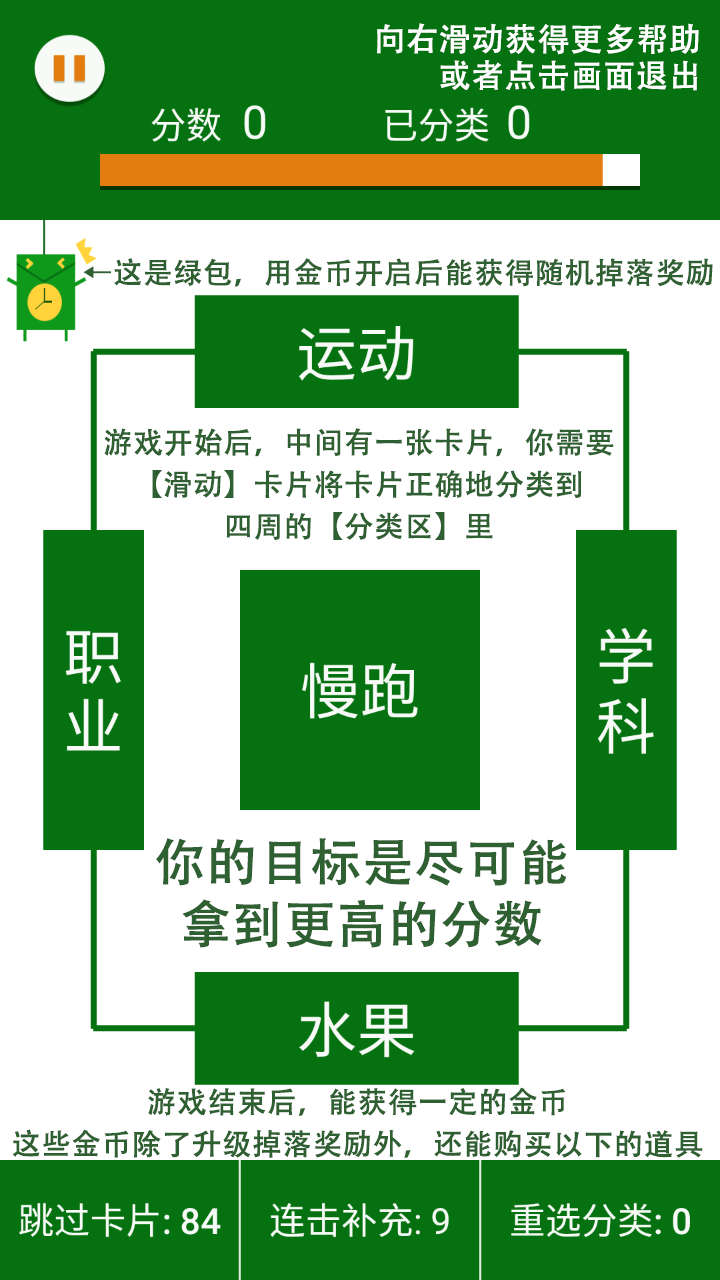 向右滑动获得更多帮助
或者点击画面退出
分数 0 已分类 0
这是绿包，用金币开启后能获得随机掉落奖励
运动
游戏开始后，中间有一张卡片，你需要
【滑动】卡片将卡片正确地分类到
四周的【分类区】里
职业
慢跑
学科
你的目标是尽可能
拿到更高的分数
水果
游戏结束后，能获得一定的金币
这些金币除了升级掉落奖励外，还能购买以下的道具
跳过卡片: 84
连击补充: 9
重选分类: 0